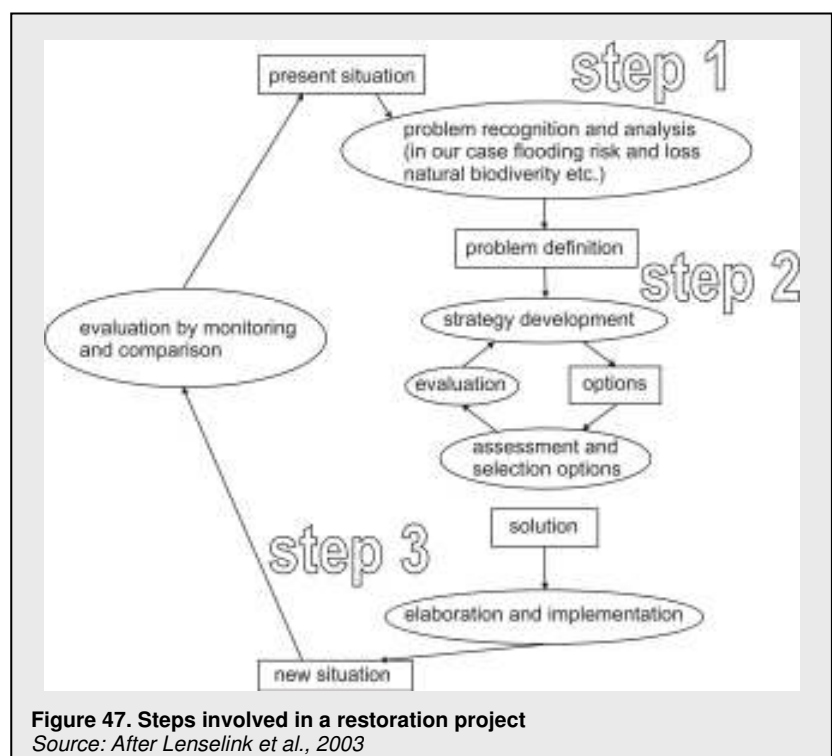 present situation
step 1
problem recognition and analysis
(in our case flooding risk and loss
natural biodiverity etc.)
problem definition
step 2
strategy development
evaluation
options
assessment and
selection options
evaluation by monitoring
and comparison
solution
step 3
elaboration and implementation
new situation
Figure 47. Steps involved in a restoration project
Source: After Lenselink et al., 2003